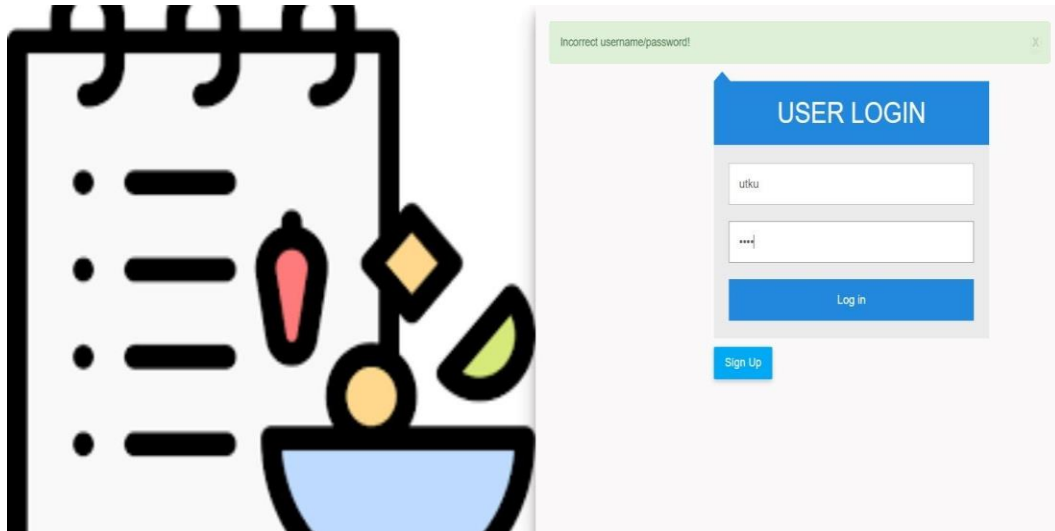 Incorrect username/password! X
USER LOGIN
utku
••••
Log in
Sign Up